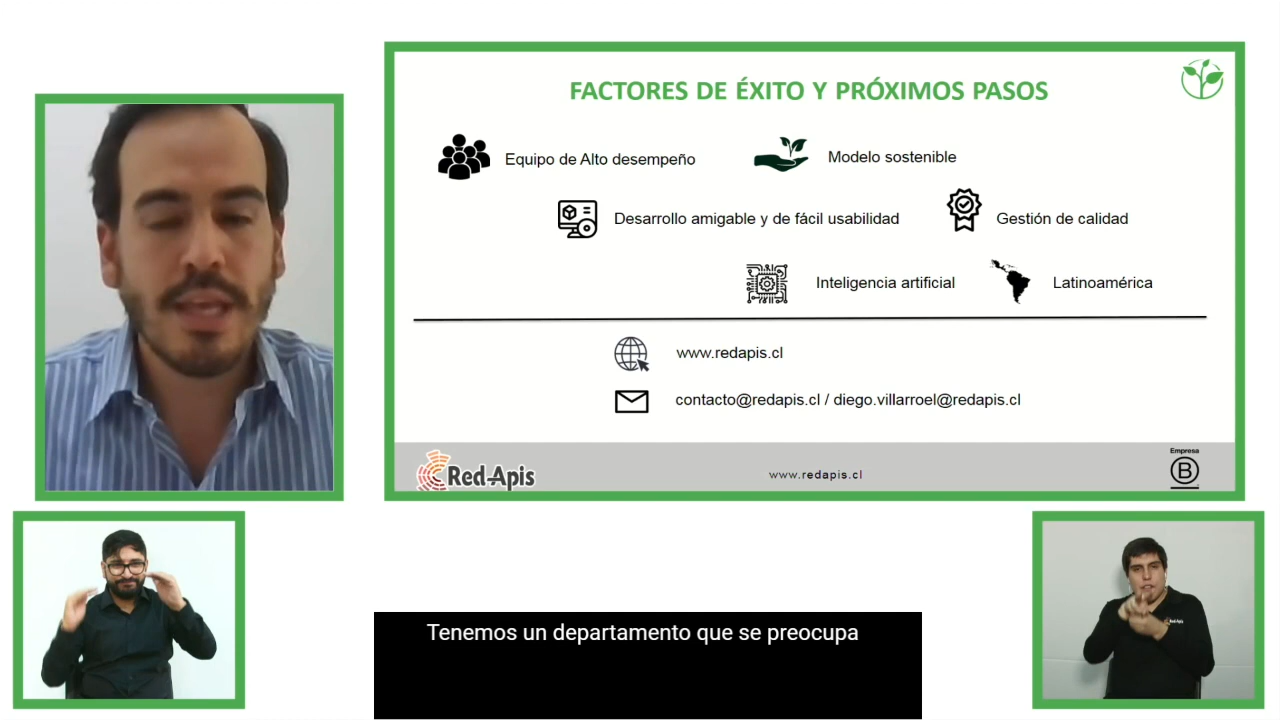 FACTORES DE ÉXITO Y PRÓXIMOS PASOS
Equipo de Alto desempeño
Modelo sostenible
Desarrollo amigable y de fácil usabilidad
Gestión de calidad
Inteligencia artificial
Latinoamérica
www.redapis.cl
contacto@redapis.cl / diego.villarroel@redapis.cl
Red-Apis
www.redapis.cl
Empresa
B
Red-Apis
Tenemos un departamento que se preocupa